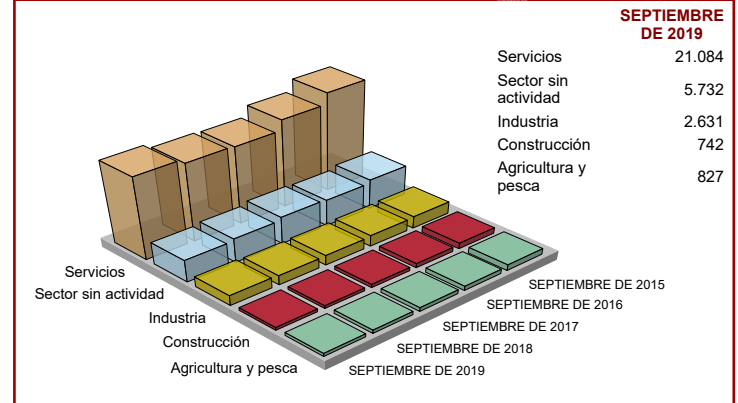 SEPTIEMBRE
DE 2019
Servicios 21.084
Sector sin
actividad 5.732
Industria 2.631
Construcción 742
Agricultura y
pesca 827
Servicios
Sector sin actividad
Industria
Construcción
Agricultura y pesca
SEPTIEMBRE DE 2015
SEPTIEMBRE DE 2016
SEPTIEMBRE DE 2017
SEPTIEMBRE DE 2018
SEPTIEMBRE DE 2019